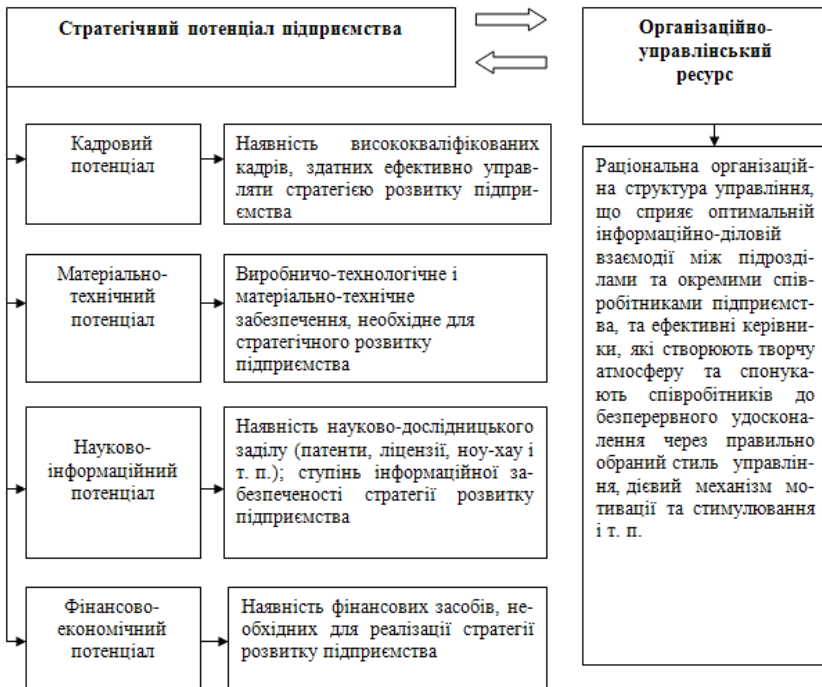 Стратегічний потенціал підприємства
Організаційно-
управлінський
ресурс
Кадровий
потенціал
Наявність висококваліфікованих
кадрів, здатних ефективно управ-
ляти стратегією розвитку підпри-
ємства
Матеріально-
технічний
потенціал
Виробничо-технологічне і
матеріально-технічне
забезпечення, необхідне для
стратегічного розвитку
підприємства
Науково-
інформаційний
потенціал
Наявність науково-дослідницького
заділу (патенти, ліцензії, ноу-хау і
т. п.); ступінь інформаційної за-
безпеченості стратегії розвитку
підприємства
Фінансово-
економічний
потенціал
Наявність фінансових засобів, не-
обхідних для реалізації стратегії
розвитку підприємства
Раціональна організацій-
на структура управління,
що сприяє оптимальній
інформаційно-діловій
взаємодії між підрозді-
лами та окремими спів-
робітниками підприємст-
ва, та ефективні керівни-
ки, які створюють творчу
атмосферу та спонука-
ють співробітників до
безперервного удоскона-
лення через правильно
обраний стиль управлін-
ня, дієвий механізм мо-
тивації та стимулювання
і т. п.